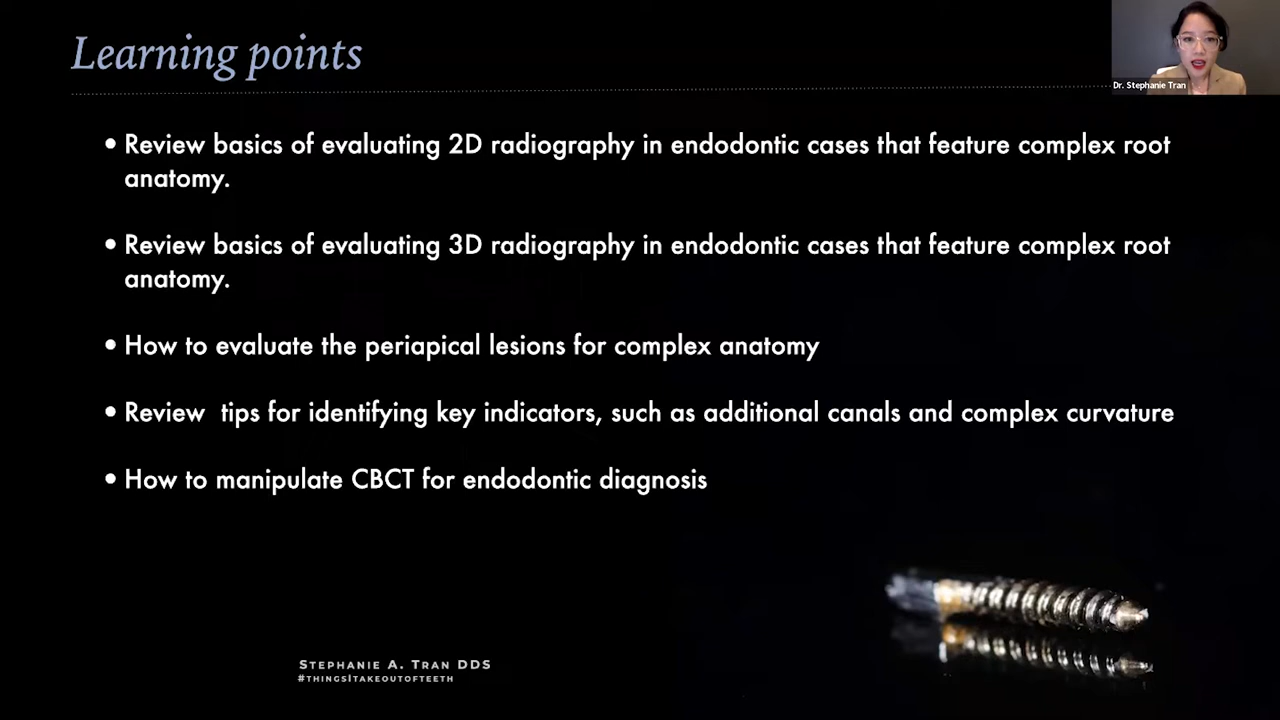 Learning points
Dr. Stephanie Tran
• Review basics of evaluating 2D radiography in endodontic cases that feature complex root
anatomy.
• Review basics of evaluating 3D radiography in endodontic cases that feature complex root
anatomy.
• How to evaluate the periapical lesions for complex anatomy
• Review  tips for identifying key indicators, such as additional canals and complex curvature
• How to manipulate CBCT for endodontic diagnosis
Stephanie A. Tran DDS
#thingsItakeoutofteeth